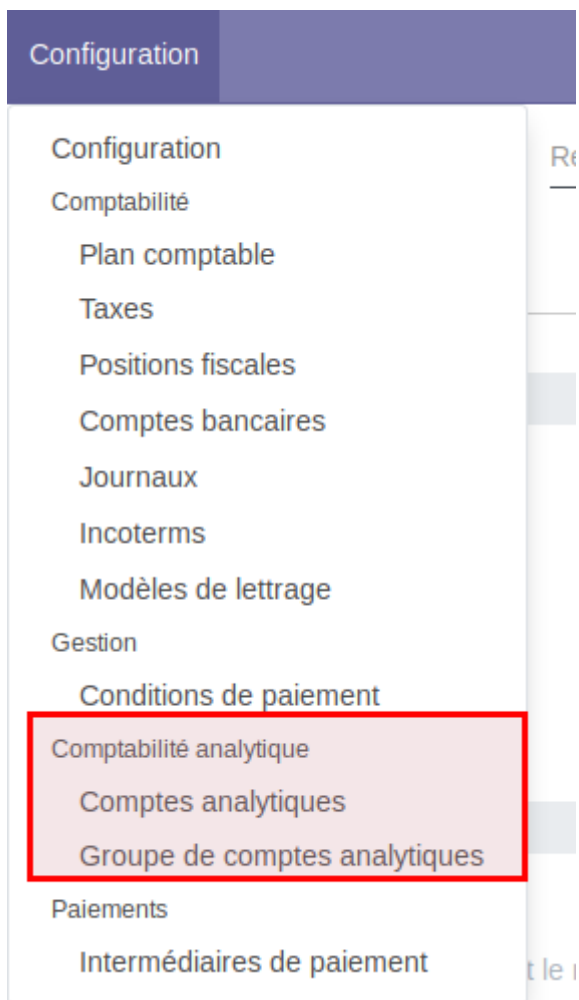 Configuration
Configuration
Comptabilité
Plan comptable
Taxes
Positions fiscales
Comptes bancaires
Journaux
Incoterms
Modèles de lettrage
Gestion
Conditions de paiement
Comptabilité analytique
Comptes analytiques
Groupe de comptes analytiques
Paiements
Intermédiaires de paiement
le